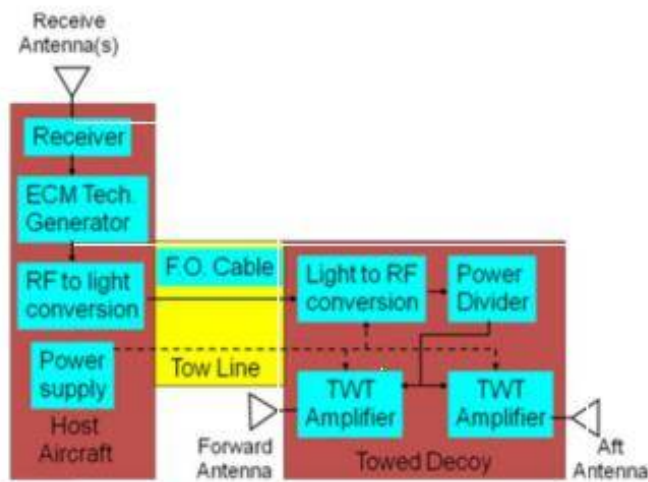 Receive
Antenna(s)
Receiver
ECM Tech.
Generator
RF to light
conversion
Power
supply
Host
Aircraft
F.O. Cable
Tow Line
Light to RF
conversion
Power
Divider
TWT
Amplifier
TWT
Amplifier
Forward
Antenna
Towed Decoy
Aft
Antenna